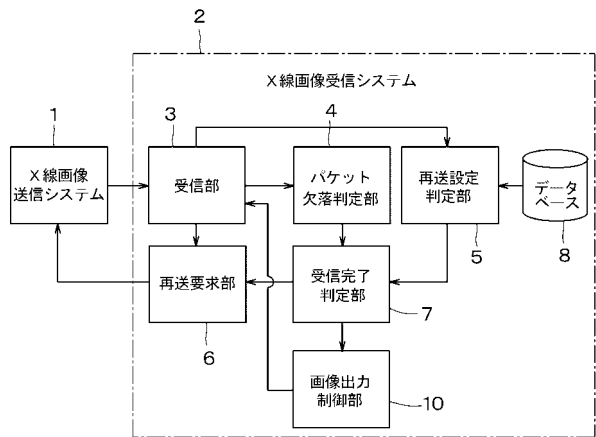 2
X線画像受信システム
1
X線画像
送信システム
3
受信部
4
パケット
欠落判定部
再送設定
判定部
5
データ
ベース
8
再送要求部
6
受信完了
判定部
7
画像出力
制御部
10